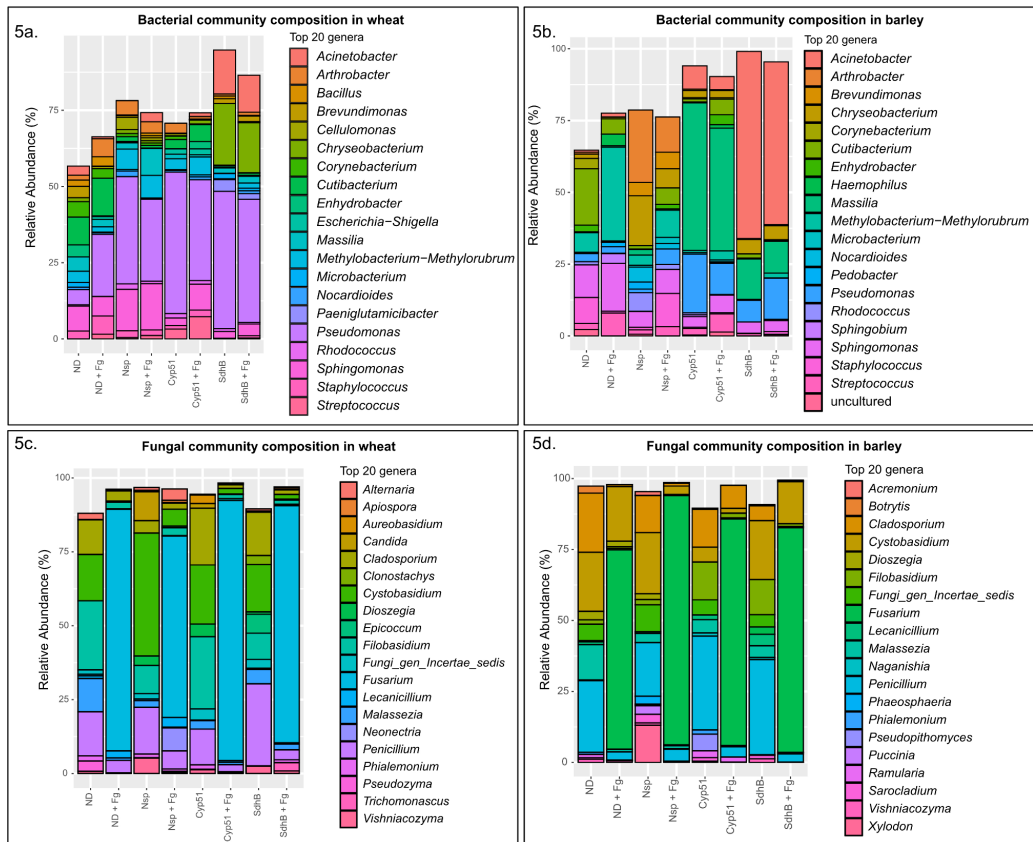 5a.
Bacterial community composition in wheat
Relative Abundance (%)
75
50
25
0
ND
ND + Fg
Nsp
Nsp + Fg
Cyp51
Cyp51 + Fg
SdhB
SdhB + Fg
Top 20 genera
Acinetobacter
Arthrobacter
Bacillus
Brevundimonas
Cellulomonas
Chryseobacterium
Corynebacterium
Cutibacterium
Enhydrobacter
Escherichia−Shigella
Massilia
Methylobacterium−Methylorubrum
Microbacterium
Nocardioides
Paeniglutamicibacter
Pseudomonas
Rhodococcus
Sphingomonas
Staphylococcus
Streptococcus
5b.
Bacterial community composition in barley
Relative Abundance (%)
100
75
50
25
0
ND
ND + Fg
Nsp
Nsp + Fg
Cyp51
Cyp51 + Fg
SdhB
SdhB + Fg
Top 20 genera
Acinetobacter
Arthrobacter
Brevundimonas
Chryseobacterium
Corynebacterium
Cutibacterium
Enhydrobacter
Haemophilus
Massilia
Methylobacterium−Methylorubrum
Microbacterium
Nocardioides
Pedobacter
Pseudomonas
Rhodococcus
Sphingobium
Sphingomonas
Staphylococcus
Streptococcus
uncultured
5c.
Fungal community composition in wheat
Relative Abundance (%)
100
75
50
25
0
ND
ND + Fg
Nsp
Nsp + Fg
Cyp51
Cyp51 + Fg
SdhB
SdhB + Fg
Top 20 genera
Alternaria
Apiospora
Aureobasidium
Candida
Cladosporium
Clonostachys
Cystobasidium
Dioszegia
Epicoccum
Filobasidium
Fungi_gen_Incertae_sedis
Fusarium
Lecanicillium
Malassezia
Neonectria
Penicillium
Phialemonium
Pseudozyma
Trichomonascus
Vishniacozyma
5d.
Fungal community composition in barley
Relative Abundance (%)
100
75
50
25
0
ND
ND + Fg
Nsp
Nsp + Fg
Cyp51
Cyp51 + Fg
SdhB
SdhB + Fg
Top 20 genera
Acremonium
Botrytis
Cladosporium
Cystobasidium
Dioszegia
Filobasidium
Fungi_gen_Incertae_sedis
Fusarium
Lecanicillium
Malassezia
Naganishia
Penicillium
Phaeosphaeria
Phialemonium
Pseudopithomyces
Puccinia
Ramularia
Sarocladium
Vishniacozyma
Xylodon